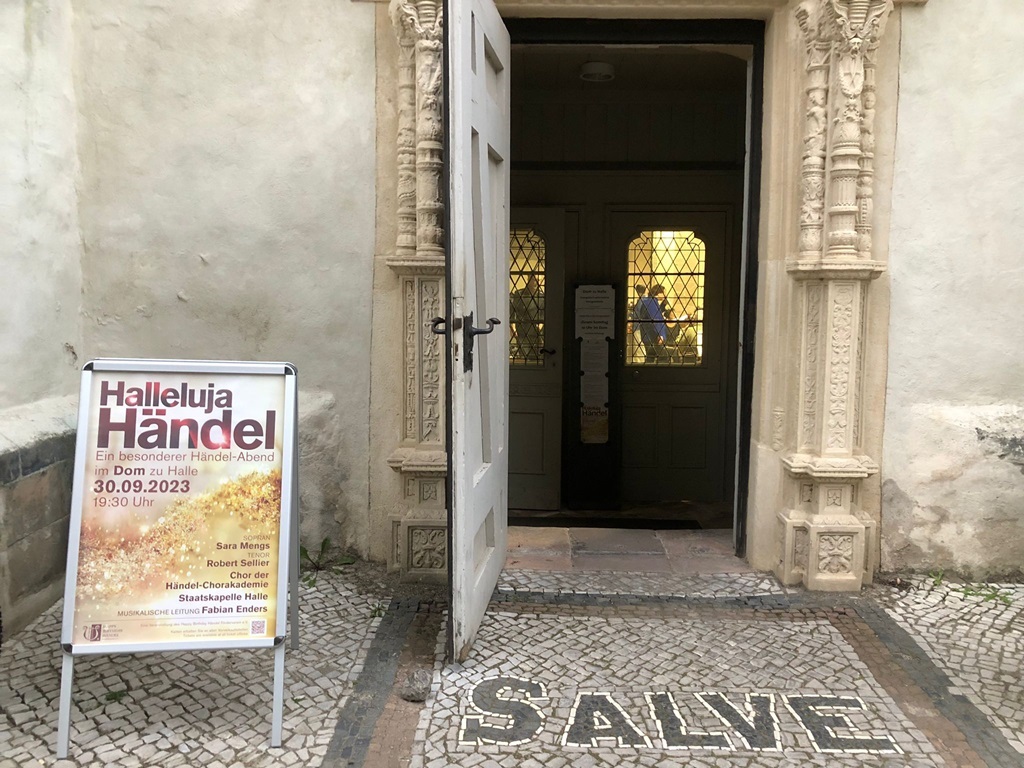 Halleluja
Händel
Ein besonderer Händel-Abend
im Dom zu Halle
30.09.2023
19:30 Uhr
SOPRAN
Sara Mengs
TENOR
Robert Sellier
Chor der
Händel-Chorakademie
Staatskapelle Halle
MUSIKALISCHE LEITUNG Fabian Enders
Händel
SALVE